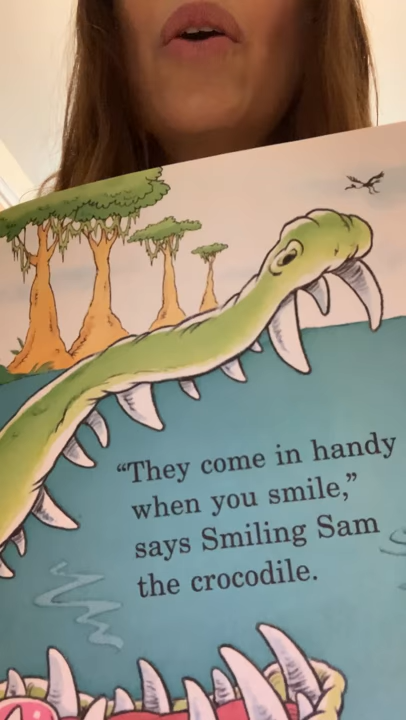 “They come in handy
when you smile,”
says Smiling Sam
the crocodile.